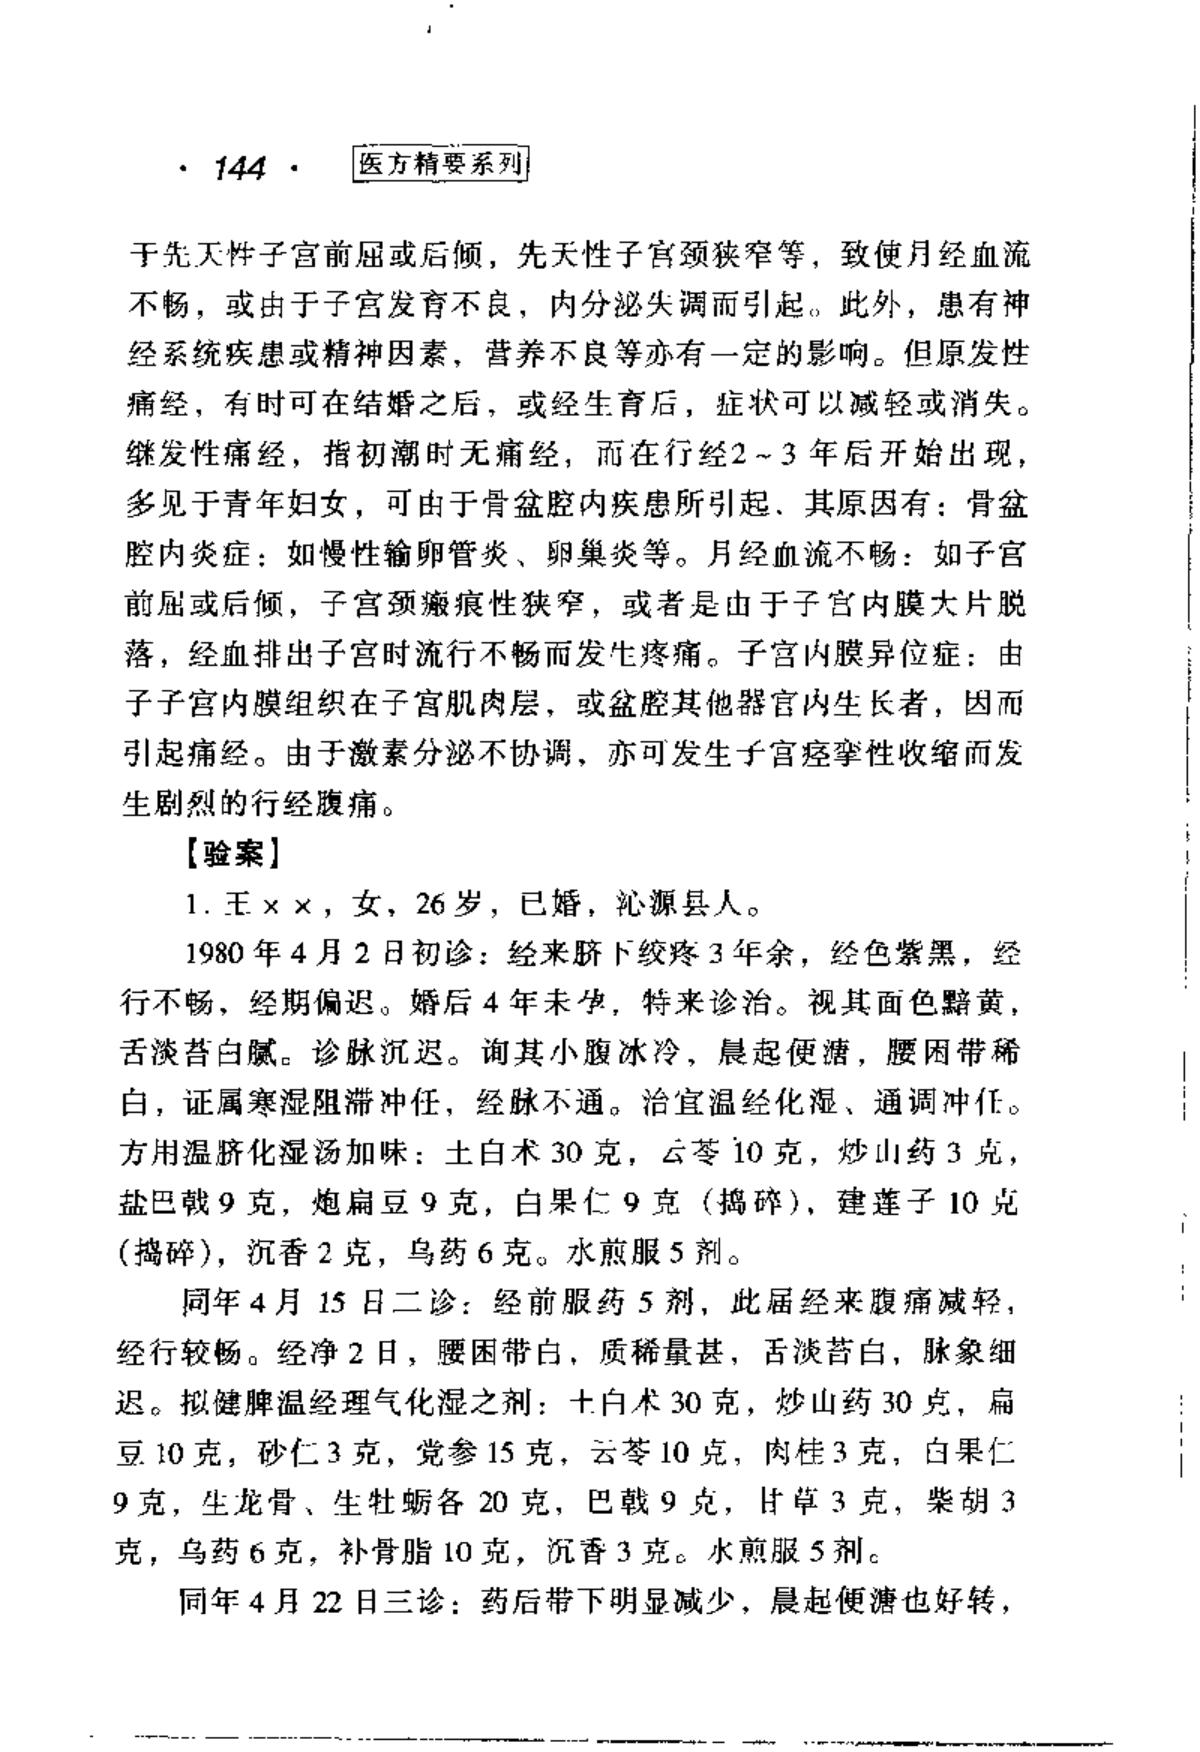 · 144 · 医方精要系列
于先天性子宫前屈或后倾，先天性子宫颈狭窄等，致使月经血流
不畅，或由于子宫发育不良，内分泌失调而引起。此外，患有神
经系统疾患或精神因素，营养不良等亦有一定的影响。但原发性
痛经，有时可在结婚之后，或经生育后，症状可以减轻或消失。
继发性痛经，指初潮时无痛经，而在行经2~3年后开始出现，
多见于青年妇女，可由于骨盆腔内疾患所引起、其原因有：骨盆
腔内炎症：如慢性输卵管炎、卵巢炎等。月经血流不畅：如子宫
前屈或后倾，子宫颈瘢痕性狭窄，或者是由于子宫内膜大片脱
落，经血排出子宫时流行不畅而发生疼痛。子宫内膜异位症：由
子子宫内膜组织在子宫肌肉层，或盆腔其他器官内生长者，因而
引起痛经。由于激素分泌不协调，亦可发生子宫痉挛性收缩而发
生剧烈的行经腹痛。
【验案】
1. 王××，女，26岁，已婚，沁源县人。
1980年4月2日初诊：经来脐下绞疼3年余，经色紫黑，经
行不畅，经期偏迟。婚后4年未孕，特来诊治。视其面色黯黄，
舌淡苔白腻。诊脉沉迟。询其小腹冰冷，晨起便溏，腰困带稀
白，证属寒湿阻滞冲任，经脉不通。治宜温经化湿、通调冲任。
方用温脐化湿汤加味：土白术30克，云苓10克，炒山药3克，
盐巴戟9克，炮扁豆9克，白果仁9克（捣碎），建莲子10克
（捣碎），沉香2克，乌药6克。水煎服5剂。
同年4月15日二诊：经前服药5剂，此届经来腹痛减轻，
经行较畅。经净2日，腰困带白，质稀量甚，舌淡苔白，脉象细
迟。拟健脾温经理气化湿之剂：土白术30克，炒山药30克，扁
豆10克，砂仁3克，党参15克，云苓10克，肉桂3克，白果仁
9克，生龙骨、生牡蛎各20克，巴戟9克，甘草3克，柴胡3
克，乌药6克，补骨脂10克，沉香3克。水煎服5剂。
同年4月22日三诊：药后带下明显减少，晨起便溏也好转，